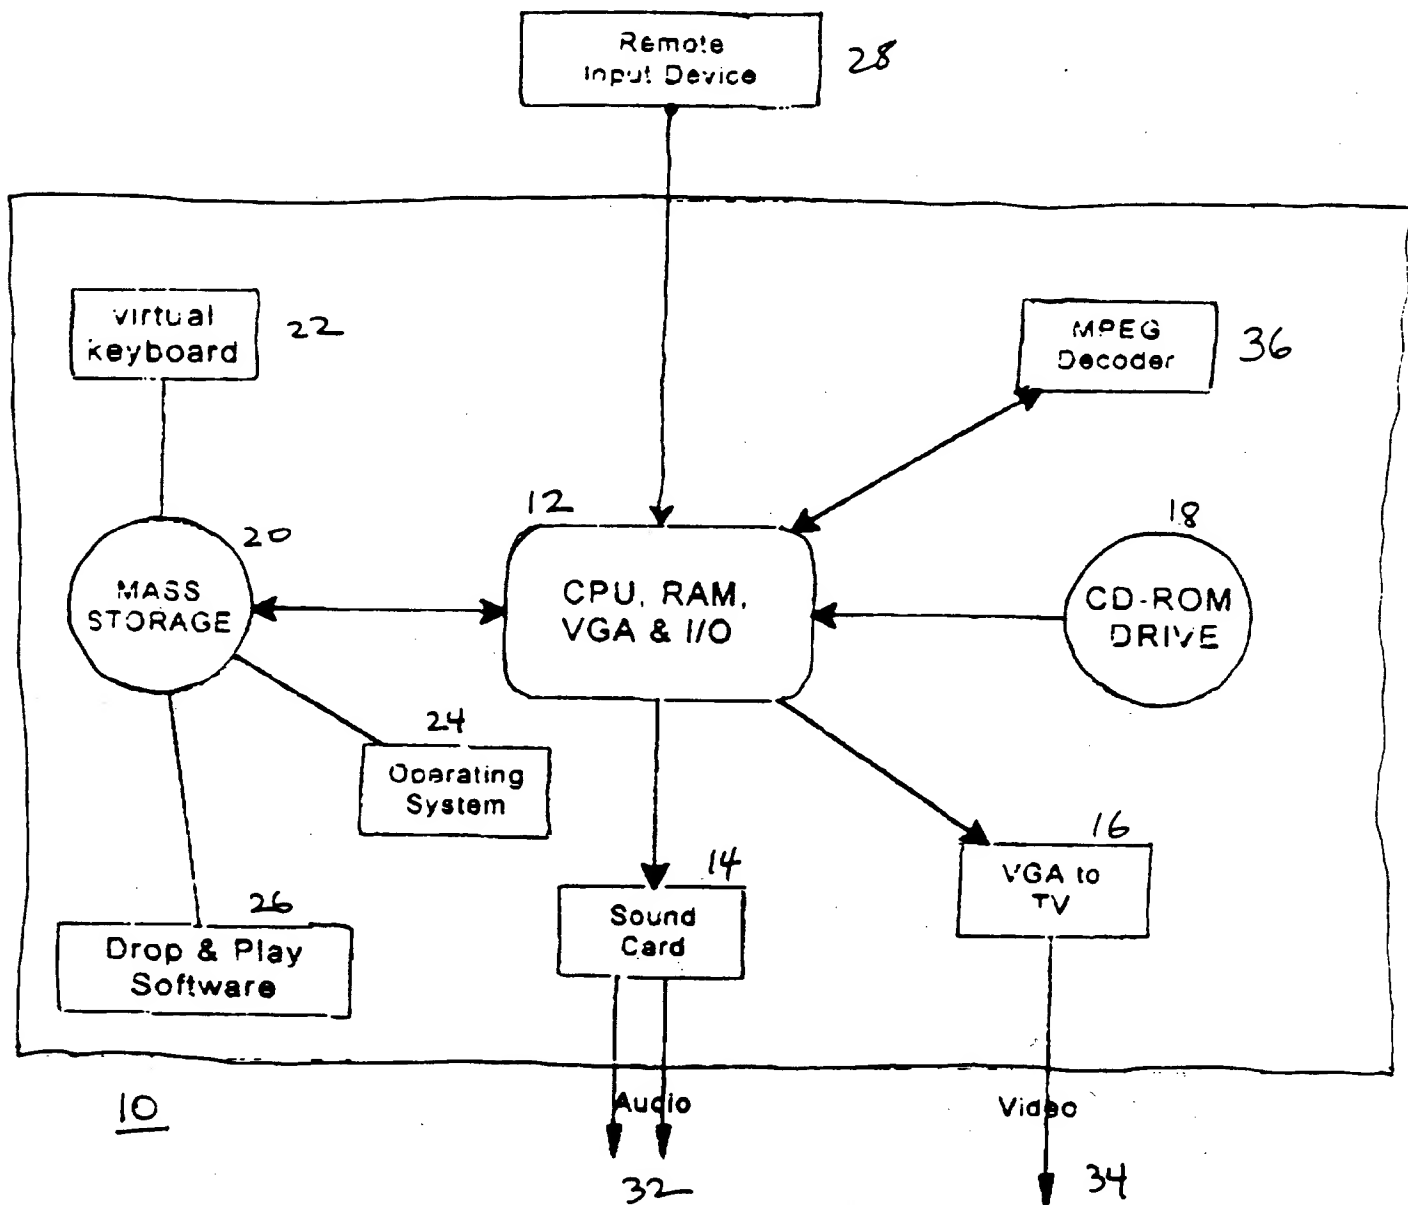 Remote
Input Device
28
virtual
keyboard
22
MPEG
Decoder
36
12
18
20
MASS
STORAGE
CPU, RAM,
VGA & I/O
CD-ROM
DRIVE
24
Operating
System
16
VGA to
TV
14
Sound
Card
26
Drop & Play
Software
10
Audio
Video
32
34